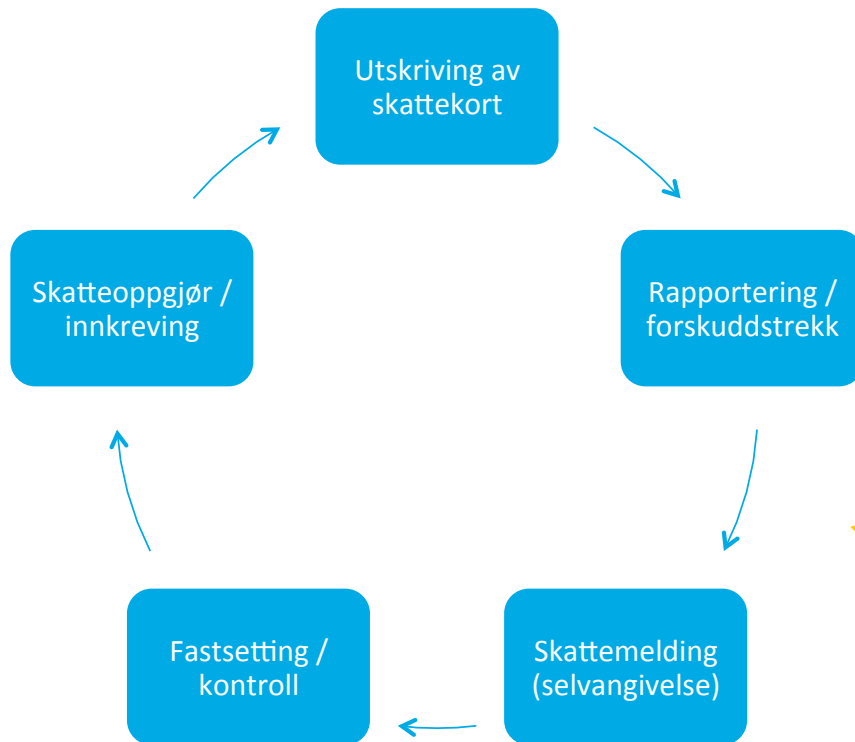 Utskriving av
skattekort
Rapportering /
forskuddstrekk
Skattemelding
(selvangivelse)
Fastsetting /
kontroll
Skatteoppgjør /
innkreving